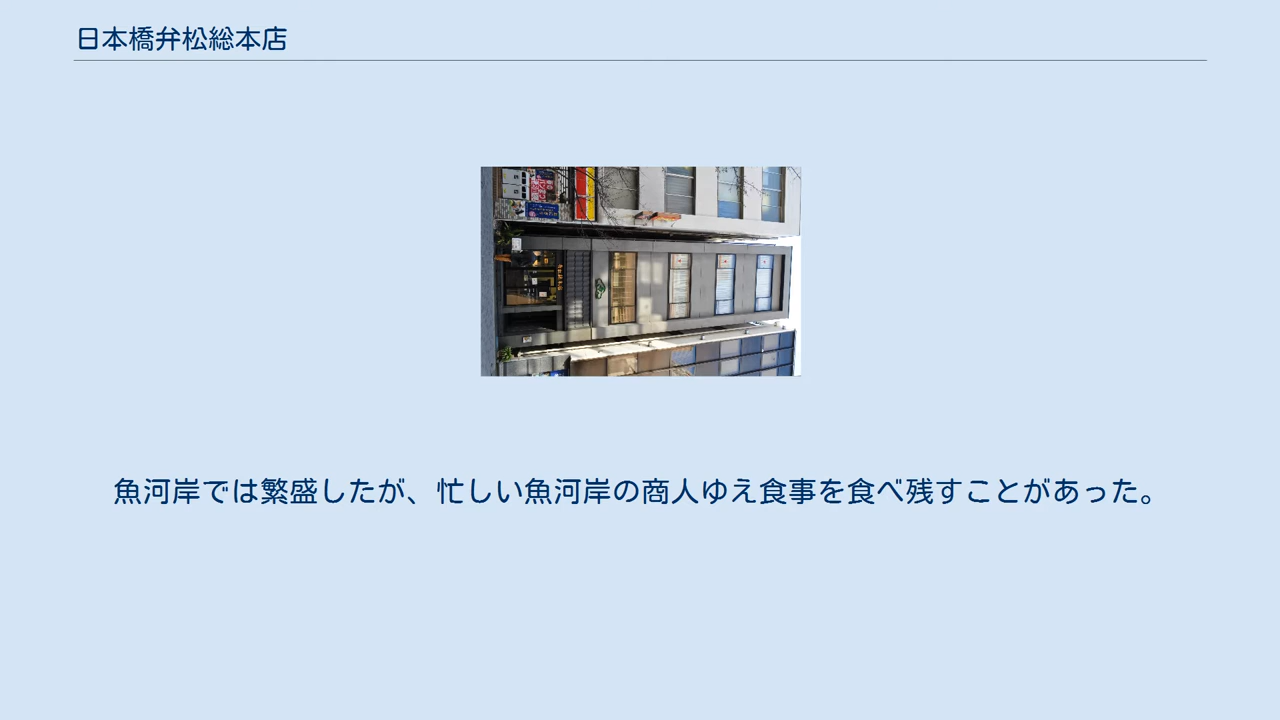 日本橋弁松総本店
魚河岸では繁盛したが、忙しい魚河岸の商人ゆえ食事を食べ残すことがあった。